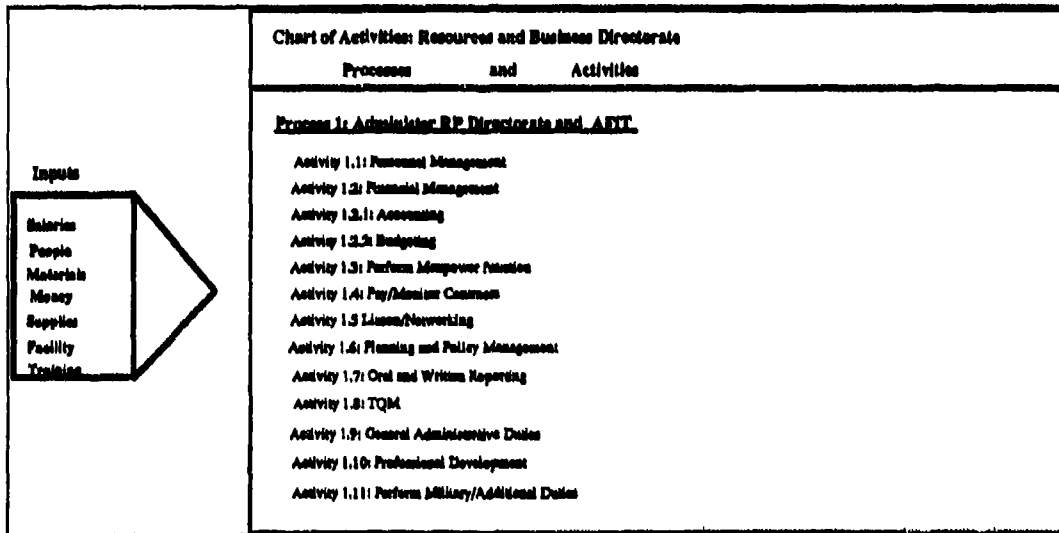 Chart of Activities: Resources and Business Directorate
Processes and Activities
Process 1: Administer RP Directorate and AFIT
Inputs
Salaries
People
Materials
Money
Supplies
Facility
Training
Activity 1.1: Personnel Management
Activity 1.2: Financial Management
Activity 1.2.1: Accounting
Activity 1.2.2: Budgeting
Activity 1.3: Perform Manpower function
Activity 1.4: Pay/Monitor Contracts
Activity 1.5 Liason/Networking
Activity 1.6: Planning and Policy Management
Activity 1.7: Oral and Written Reporting
Activity 1.8: TQM
Activity 1.9: General Administrative Duties
Activity 1.10: Professional Development
Activity 1.11: Perform Military/Additional Duties